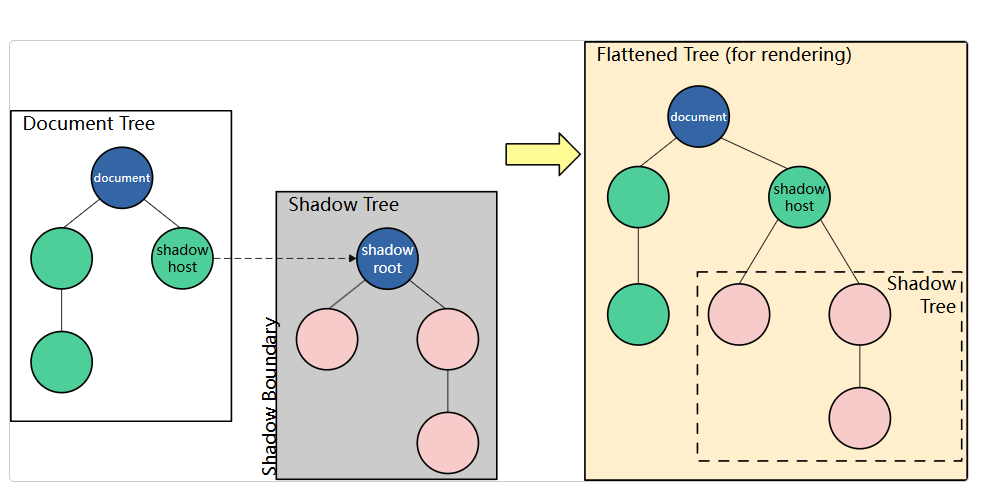 Document Tree
document
shadow
host
Shadow Tree
shadow
root
Shadow Boundary
Flattened Tree (for rendering)
document
shadow
host
Shadow
Tree